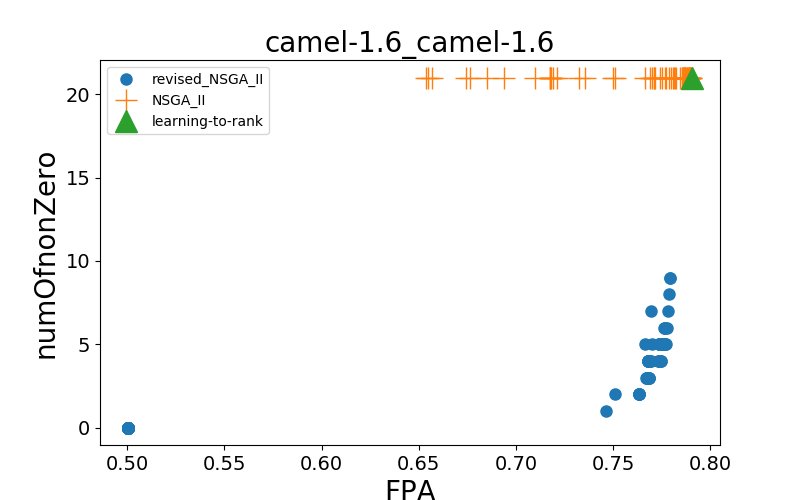 camel-1.6_camel-1.6
revised_NSGA_II
NSGA_II
learning-to-rank
numOfnonZero
20
15
10
5
0
0.50 0.55 0.60 0.65 0.70 0.75 0.80
FPA